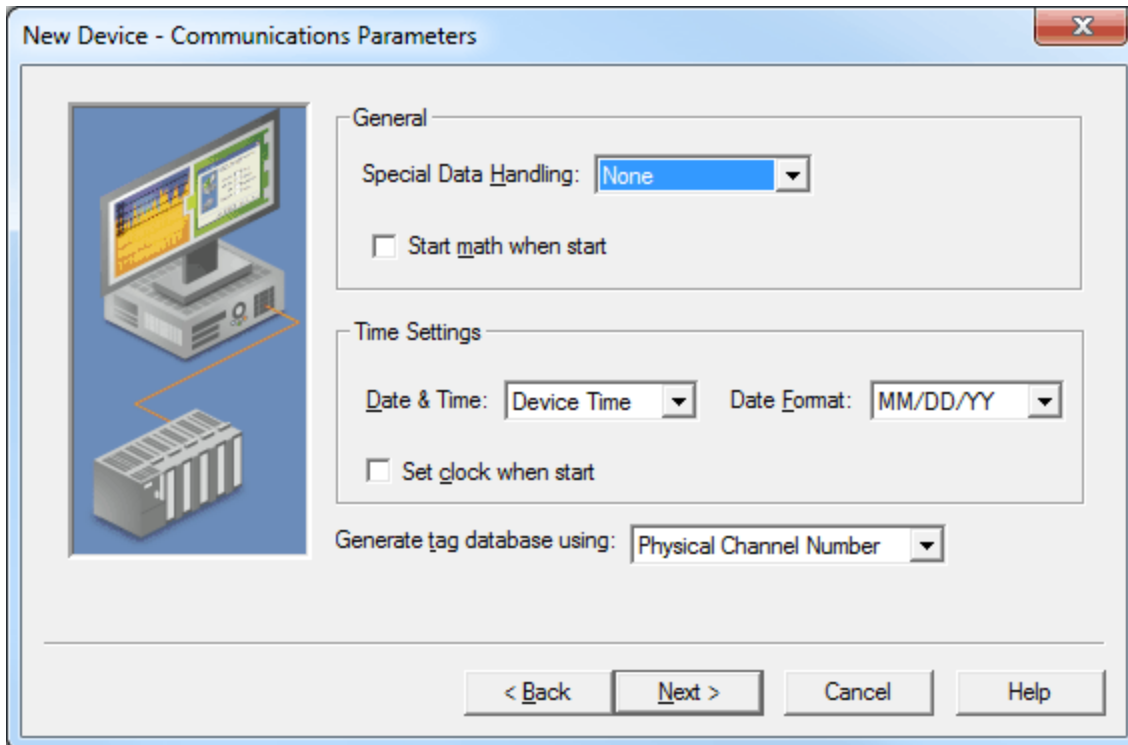 New Device - Communications Parameters
General
Special Data Handling: None
Start math when start
Time Settings
Date & Time: Device Time Date Format: MM/DD/YY
Set clock when start
Generate tag database using: Physical Channel Number
< Back Next > Cancel Help